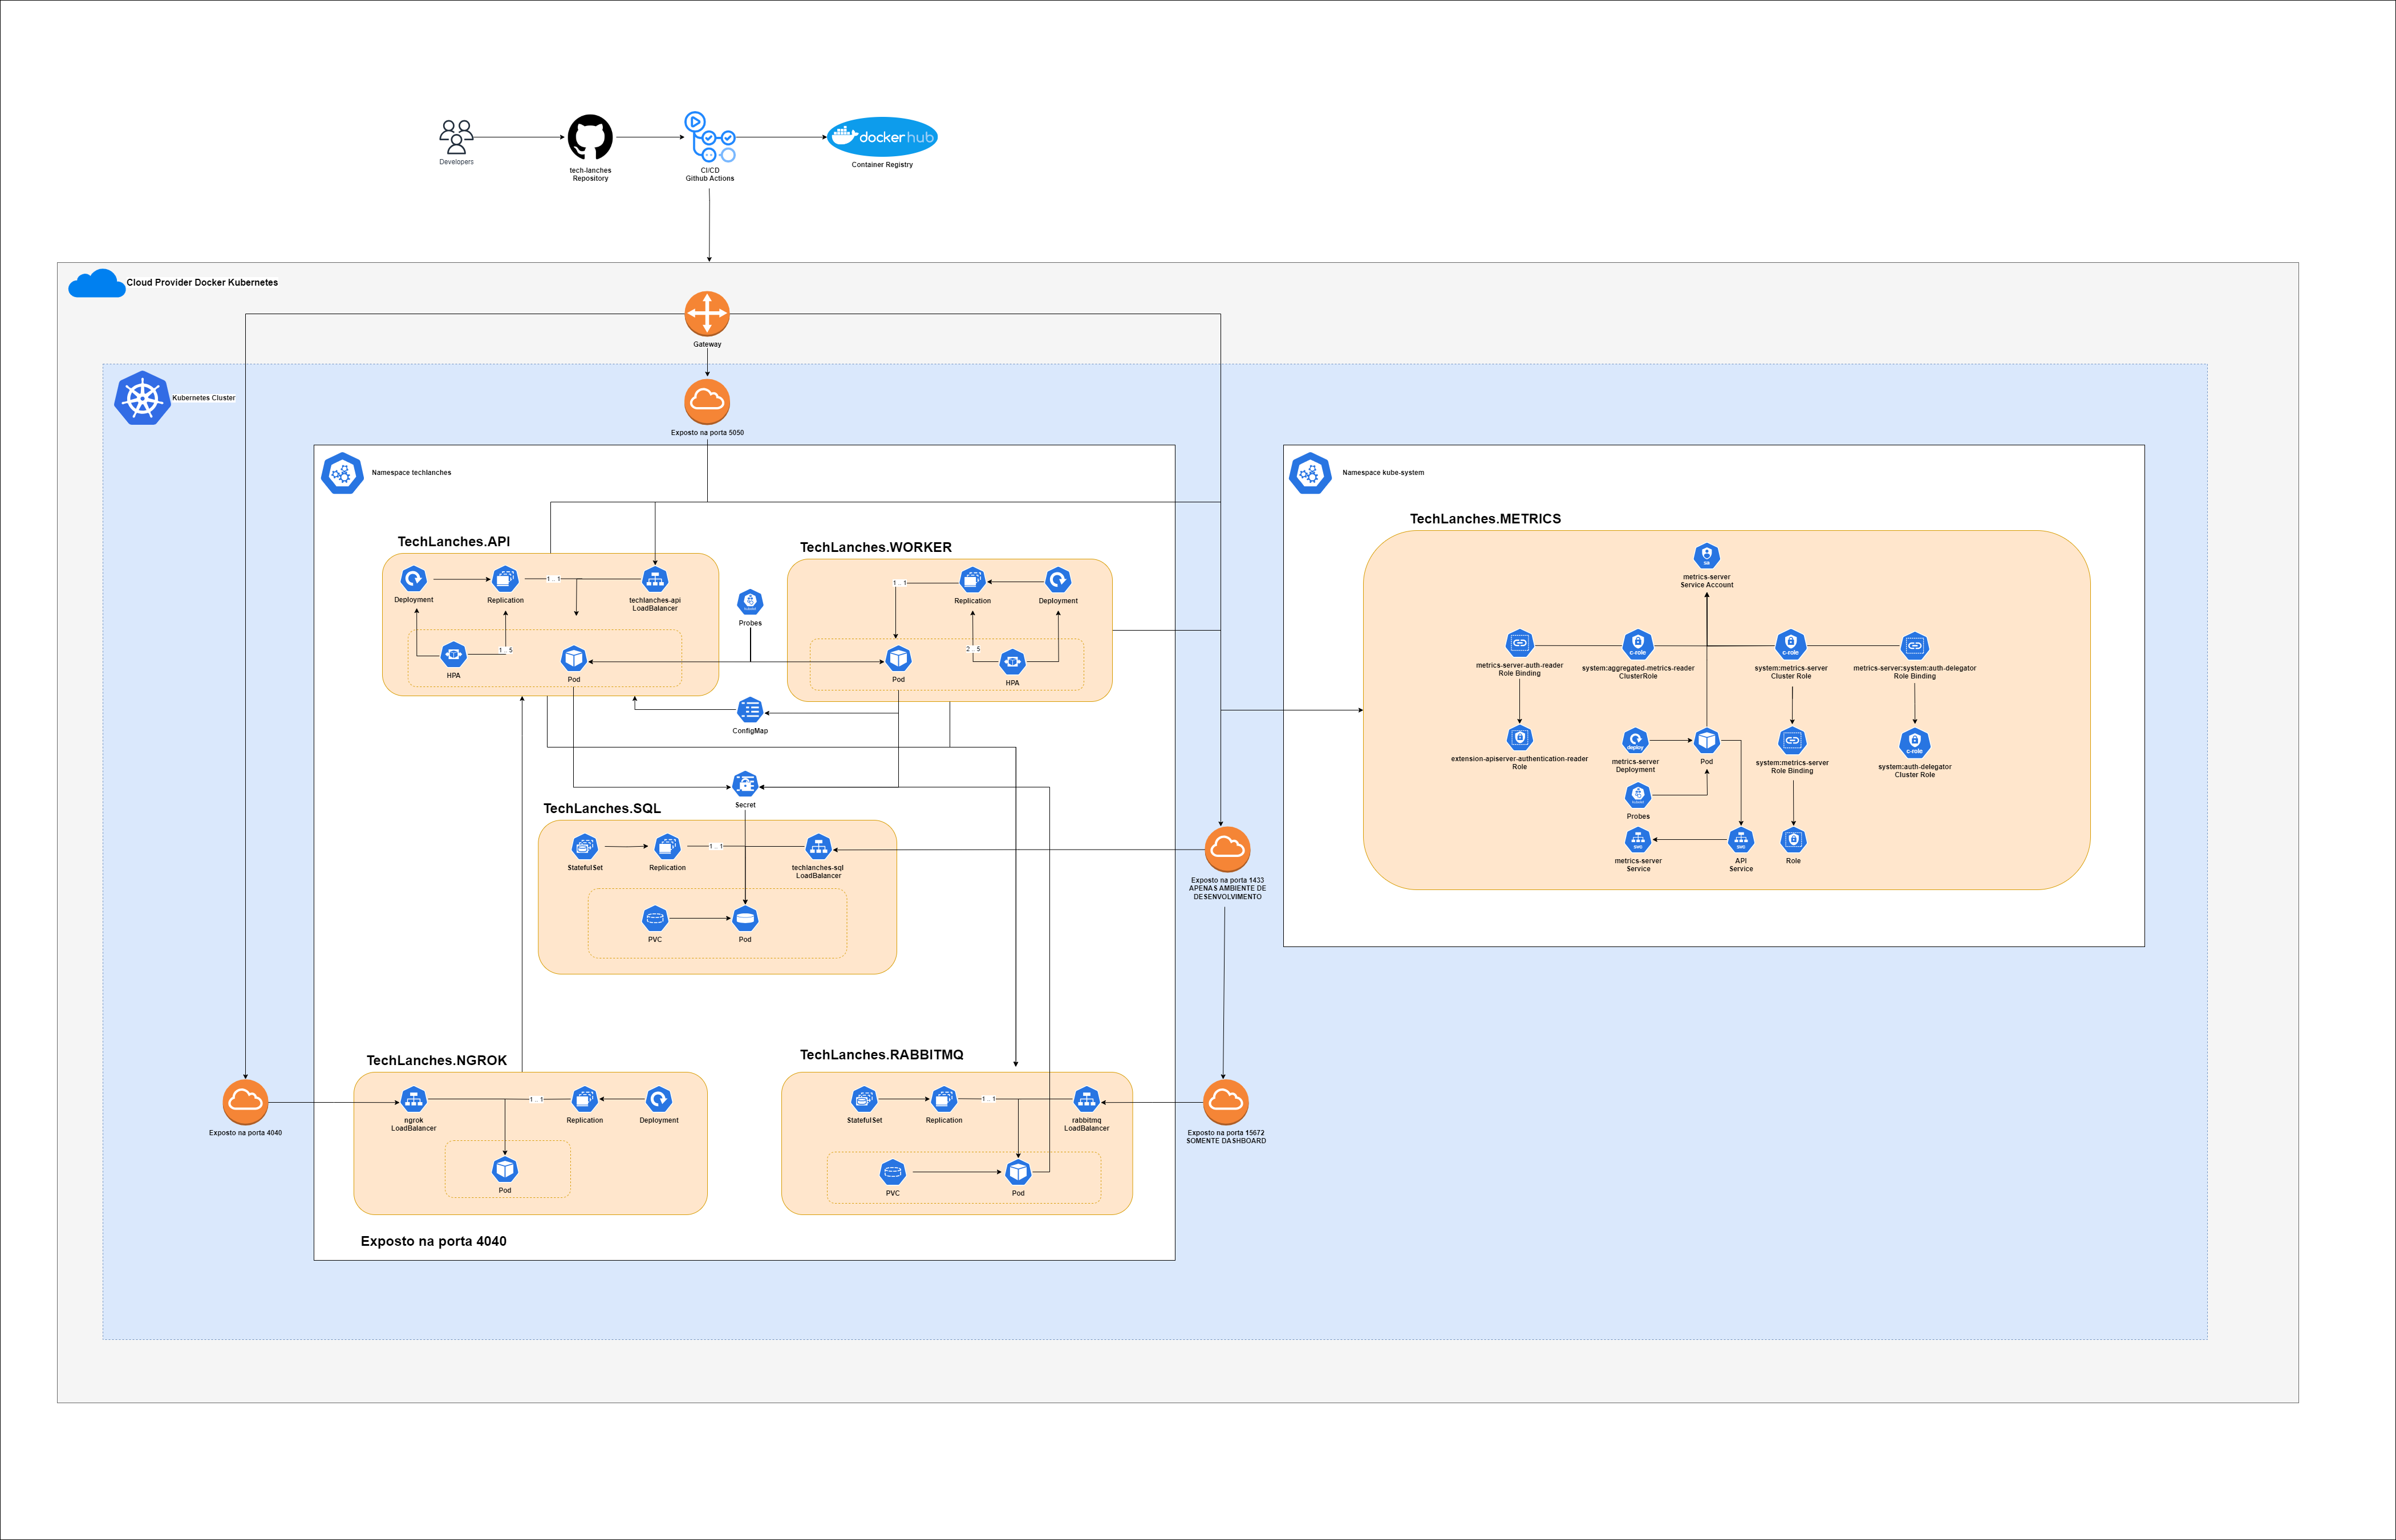 Developers
tech-lanches
Repository
CI/CD
Github Actions
dockerhub
Container Registry
Cloud Provider Docker Kubernetes
Gateway
Kubernetes Cluster
Exposto na porta 5050
Namespace techlanches
Namespace kube-system
TechLanches.API
Deployment
Replication
1 .. 1
techlanches-api
LoadBalancer
HPA
1 .. 5
Pod
Probes
TechLanches.WORKER
1 .. 1
Replication
Deployment
2 .. 5
Pod
HPA
ConfigMap
Secret
TechLanches.SQL
StatefulSet
Replication
1 .. 1
techlanches-sql
LoadBalancer
PVC
Pod
Exposto na porta 1433
APENAS AMBIENTE DE
DESENVOLVIMENTO
TechLanches.NGROK
ngrok
LoadBalancer
1 .. 1
Replication
Deployment
Pod
Exposto na porta 4040
Exposto na porta 4040
TechLanches.RABBITMQ
StatefulSet
Replication
1 .. 1
rabbitmq
LoadBalancer
PVC
Pod
Exposto na porta 15672
SOMENTE DASHBOARD
TechLanches.METRICS
sa
metrics-server
Service Account
metrics-server-auth-reader
Role Binding
c-role
system:aggregated-metrics-reader
ClusterRole
c-role
system:metrics-server
Cluster Role
metrics-server:system:auth-delegator
Role Binding
extension-apiserver-authentication-reader
Role
deploy
metrics-server
Deployment
Pod
system:metrics-server
Role Binding
c-role
system:auth-delegator
Cluster Role
Probes
svc
metrics-server
Service
svc
API
Service
Role